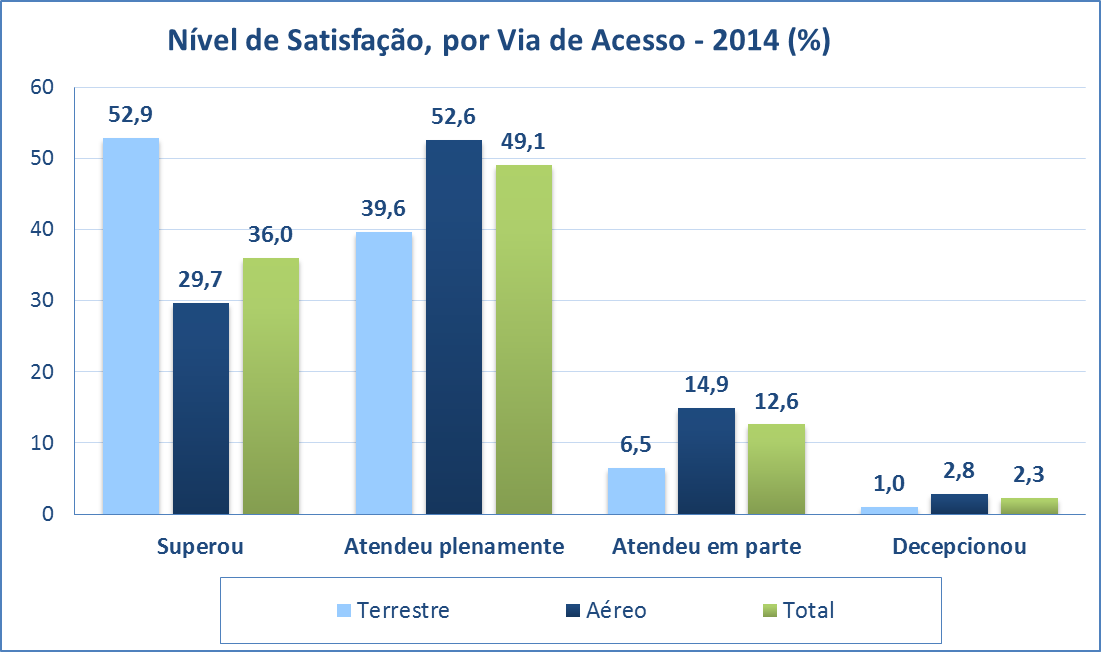 Nível de Satisfação, por Via de Acesso - 2014 (%)
60
50
40
30
20
10
0
52,9
29,7
36,0
39,6
52,6
49,1
6,5
14,9
12,6
1,0
2,8
2,3
Superou
Atendeu plenamente
Atendeu em parte
Decepcionou
Terrestre
Aéreo
Total